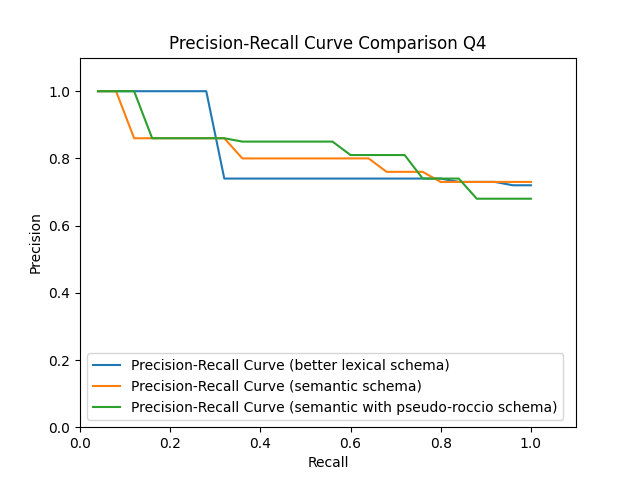 Precision-Recall Curve Comparison Q4
1.0
0.8
0.6
0.4
0.2
0.0
Precision
Precision-Recall Curve (better lexical schema)
Precision-Recall Curve (semantic schema)
Precision-Recall Curve (semantic with pseudo-roccio schema)
0.0 0.2 0.4 0.6 0.8 1.0
Recall